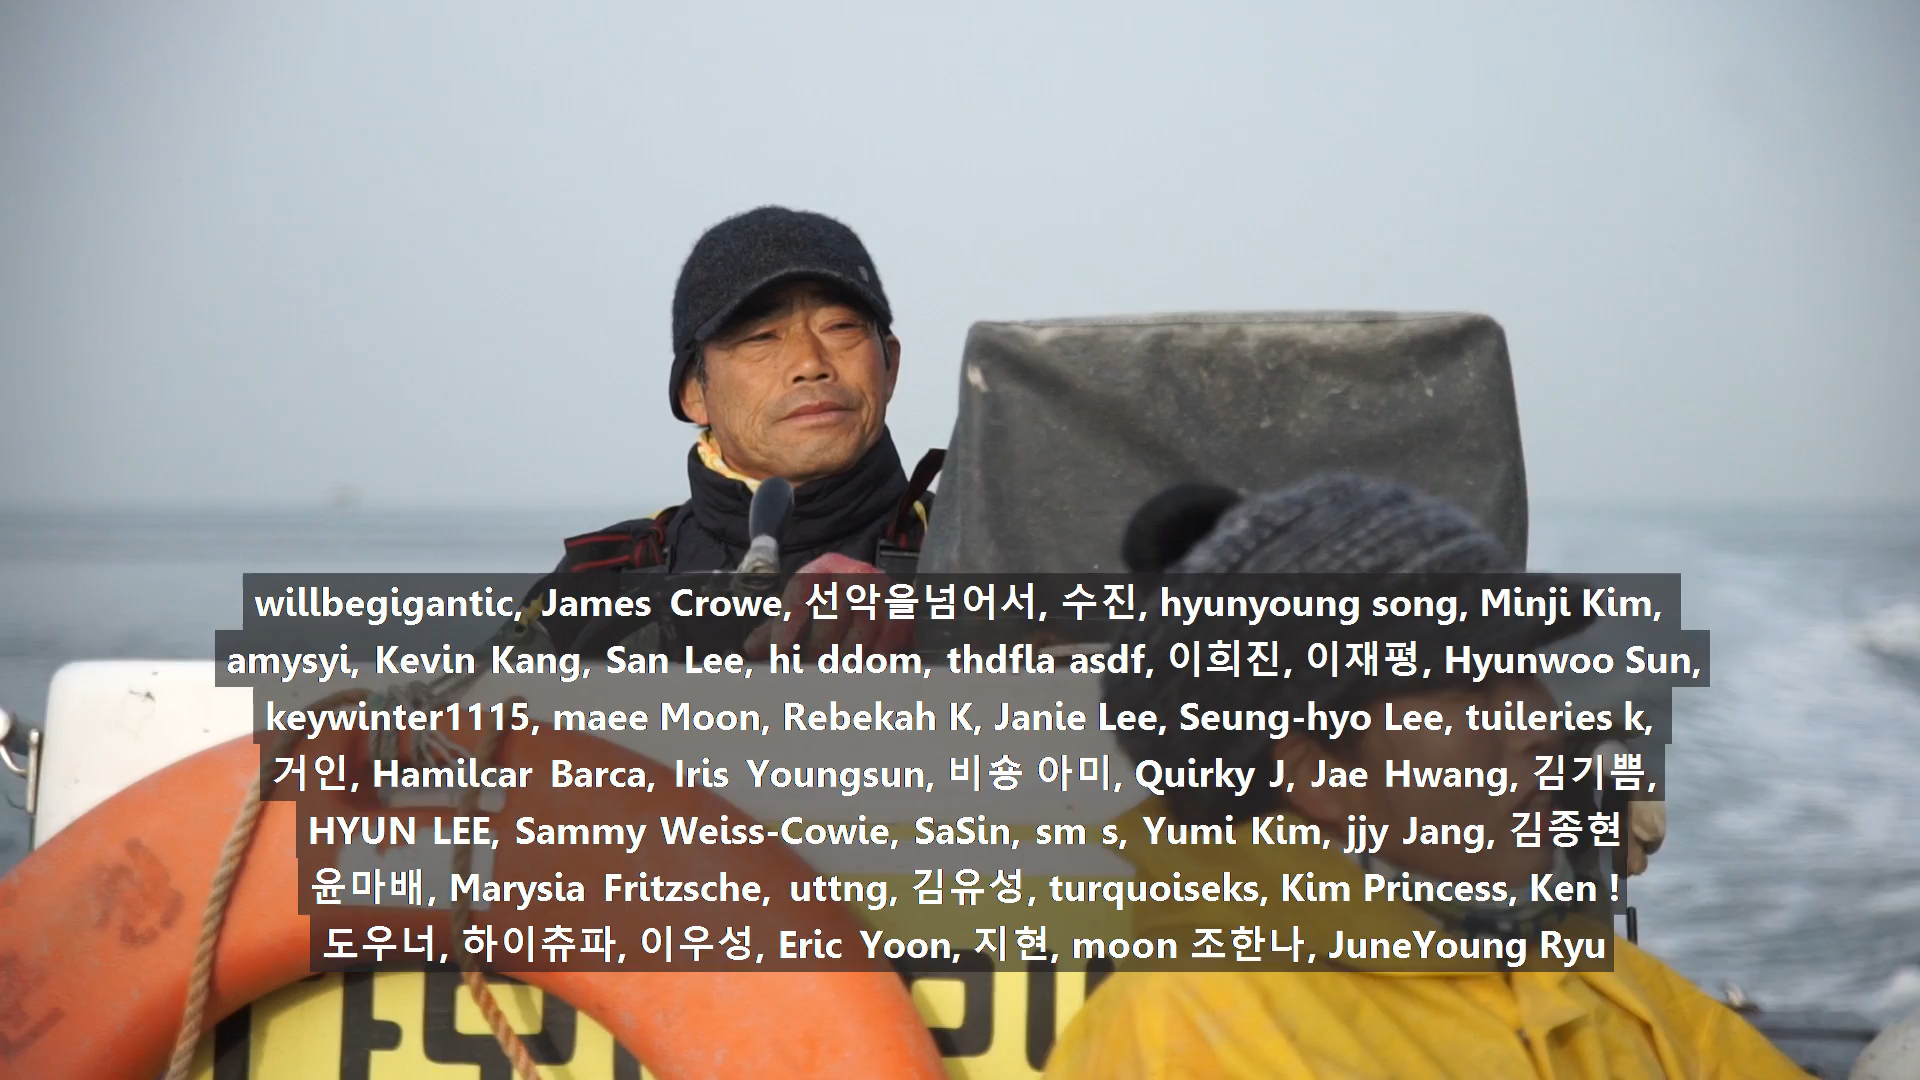 willbegigantic, James Crowe, 선악을넘어서, 수진, hyunyoung song, Minji Kim,
amysyi, Kevin Kang, San Lee, hi ddom, thdfla asdf, 이희진, 이재평, Hyunwoo Sun,
keywinter1115, maee Moon, Rebekah K, Janie Lee, Seung-hyo Lee, tuileries k,
거인, Hamilcar Barca, Iris Youngsun, 비숑 아미, Quirky J, Jae Hwang, 김기쁨,
HYUN LEE, Sammy Weiss-Cowie, SaSin, sm s, Yumi Kim, jjy Jang, 김종현
윤마배, Marysia Fritzsche, uttng, 김유성, turquoiseks, Kim Princess, Ken !
도우너, 하이츄파, 이우성, Eric Yoon, 지현, moon 조한나, JuneYoung Ryu